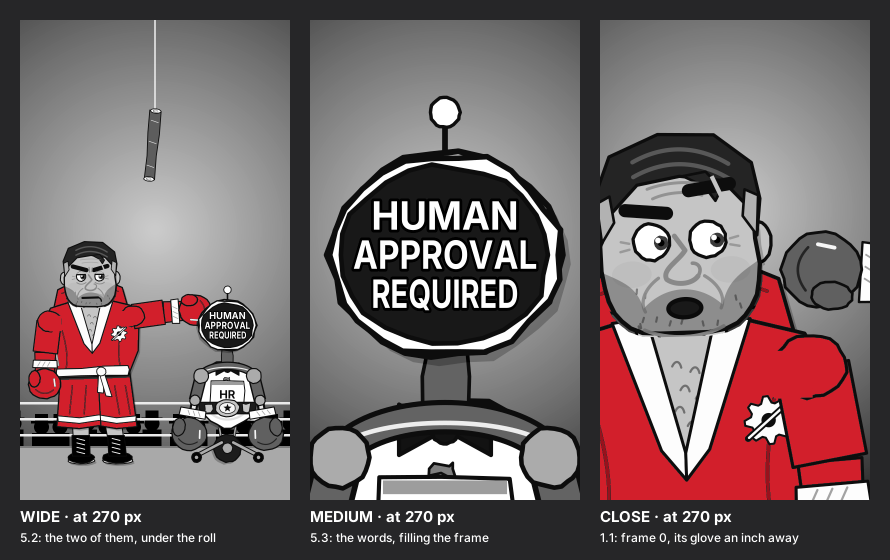 HUMAN
APPROVAL
REQUIRED
HR
WIDE · at 270 px
5.2: the two of them, under the roll
HUMAN
APPROVAL
REQUIRED
MEDIUM · at 270 px
5.3: the words, filling the frame
CLOSE · at 270 px
1.1: frame 0, its glove an inch away